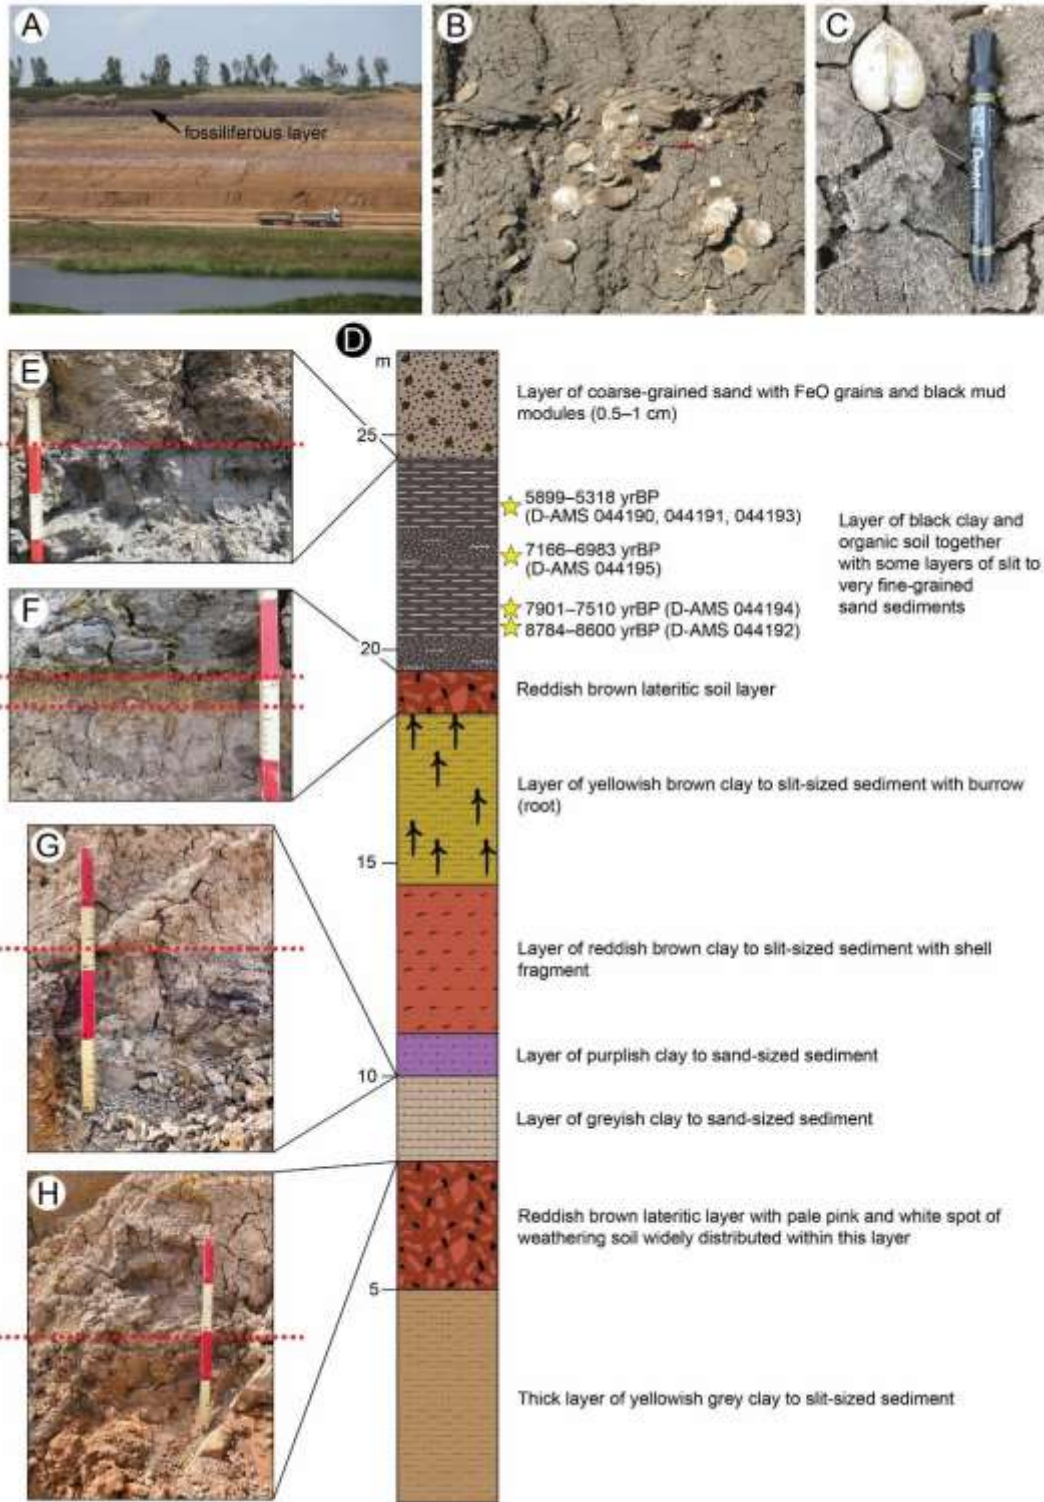 A
fossiliferous layer
B
C
D
m
E
Layer of coarse-grained sand with FeO grains and black mud
modules (0.5–1 cm)
25
5899–5318 yrBP
(D-AMS 044190, 044191, 044193)
7166–6983 yrBP
(D-AMS 044195)
7901–7510 yrBP (D-AMS 044194)
8784–8600 yrBP (D-AMS 044192)
Layer of black clay and
organic soil together
with some layers of slit to
very fine-grained
sand sediments
F
20
Reddish brown lateritic soil layer
Layer of yellowish brown clay to slit-sized sediment with burrow
(root)
G
15
Layer of reddish brown clay to slit-sized sediment with shell
fragment
Layer of purplish clay to sand-sized sediment
10
Layer of greyish clay to sand-sized sediment
H
Reddish brown lateritic layer with pale pink and white spot of
weathering soil widely distributed within this layer
5
Thick layer of yellowish grey clay to slit-sized sediment